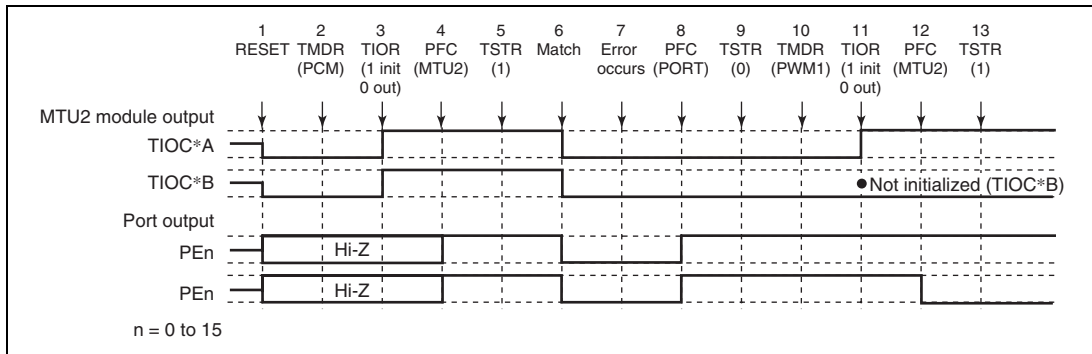 1 2 3 4 5 6 7 8 9 10 11 12 13
RESET TMDR TIOR PFC TSTR Match Error PFC TSTR TMDR TIOR PFC TSTR
(PCM) (1 init (MTU2) (1) occurs (PORT) (0) (PWM1) (1 init (MTU2) (1)
0 out) 0 out)
MTU2 module output
TIOC*A
TIOC*B
● Not initialized (TIOC*B)
Port output
PEn Hi-Z
PEn Hi-Z
n = 0 to 15